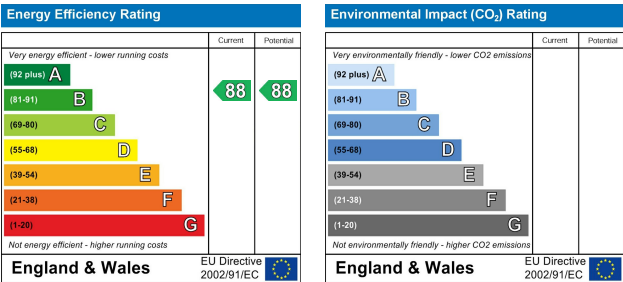 Energy Efficiency Rating
Current
Potential
Very energy efficient - lower running costs
(92 plus) A
(81-91) B
(69-80) C
(55-68) D
(39-54) E
(21-38) F
(1-20) G
88
88
Not energy efficient - higher running costs
England & Wales
EU Directive
2002/91/EC
Environmental Impact (CO₂) Rating
Current
Potential
Very environmentally friendly - lower CO2 emissions
(92 plus) A
(81-91) B
(69-80) C
(55-68) D
(39-54) E
(21-38) F
(1-20) G
Not environmentally friendly - higher CO2 emissions
England & Wales
EU Directive
2002/91/EC